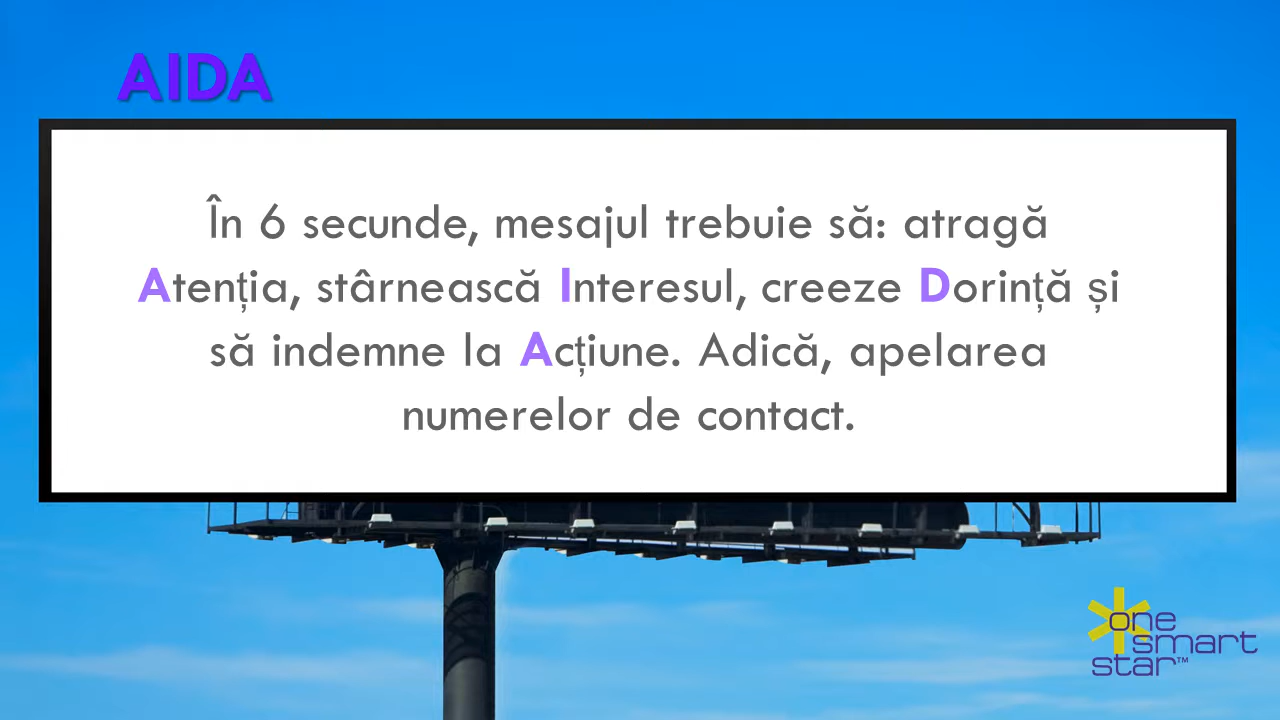 AIDA
În 6 secunde, mesajul trebuie să: atragă
Atenția, stârnească Interesul, creeze Dorință și
să indemne la Acțiune. Adică, apelarea
numerelor de contact.
one
smart
star™